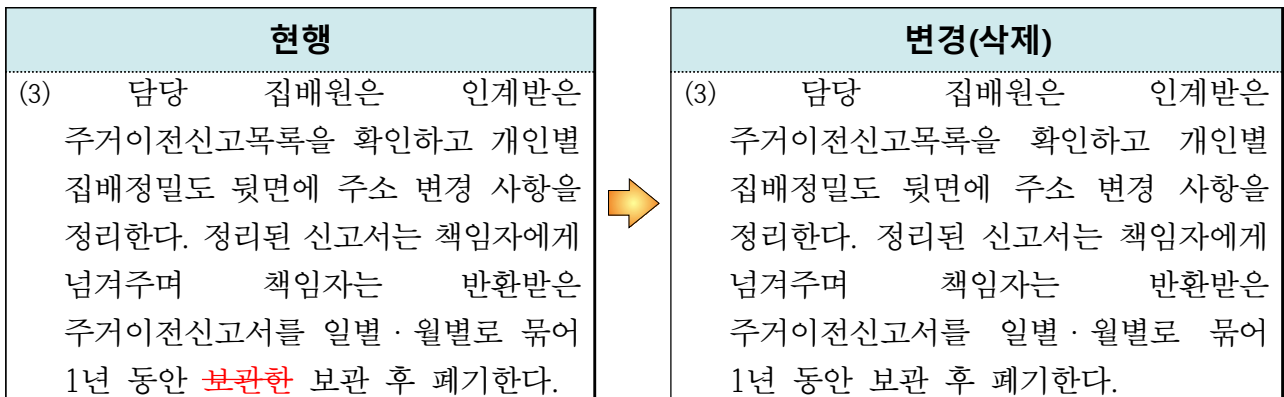 현행
(3) 담당 집배원은 인계받은
주거이전신고목록을 확인하고 개인별
집배정밀도 뒷면에 주소 변경 사항을
정리한다. 정리된 신고서는 책임자에게
넘겨주며 책임자는 반환받은
주거이전신고서를 일별 · 월별로 묶어
1년 동안 보관한 보관 후 폐기한다.
변경(삭제)
(3) 담당 집배원은 인계받은
주거이전신고목록을 확인하고 개인별
집배정밀도 뒷면에 주소 변경 사항을
정리한다. 정리된 신고서는 책임자에게
넘겨주며 책임자는 반환받은
주거이전신고서를 일별 · 월별로 묶어
1년 동안 보관 후 폐기한다.